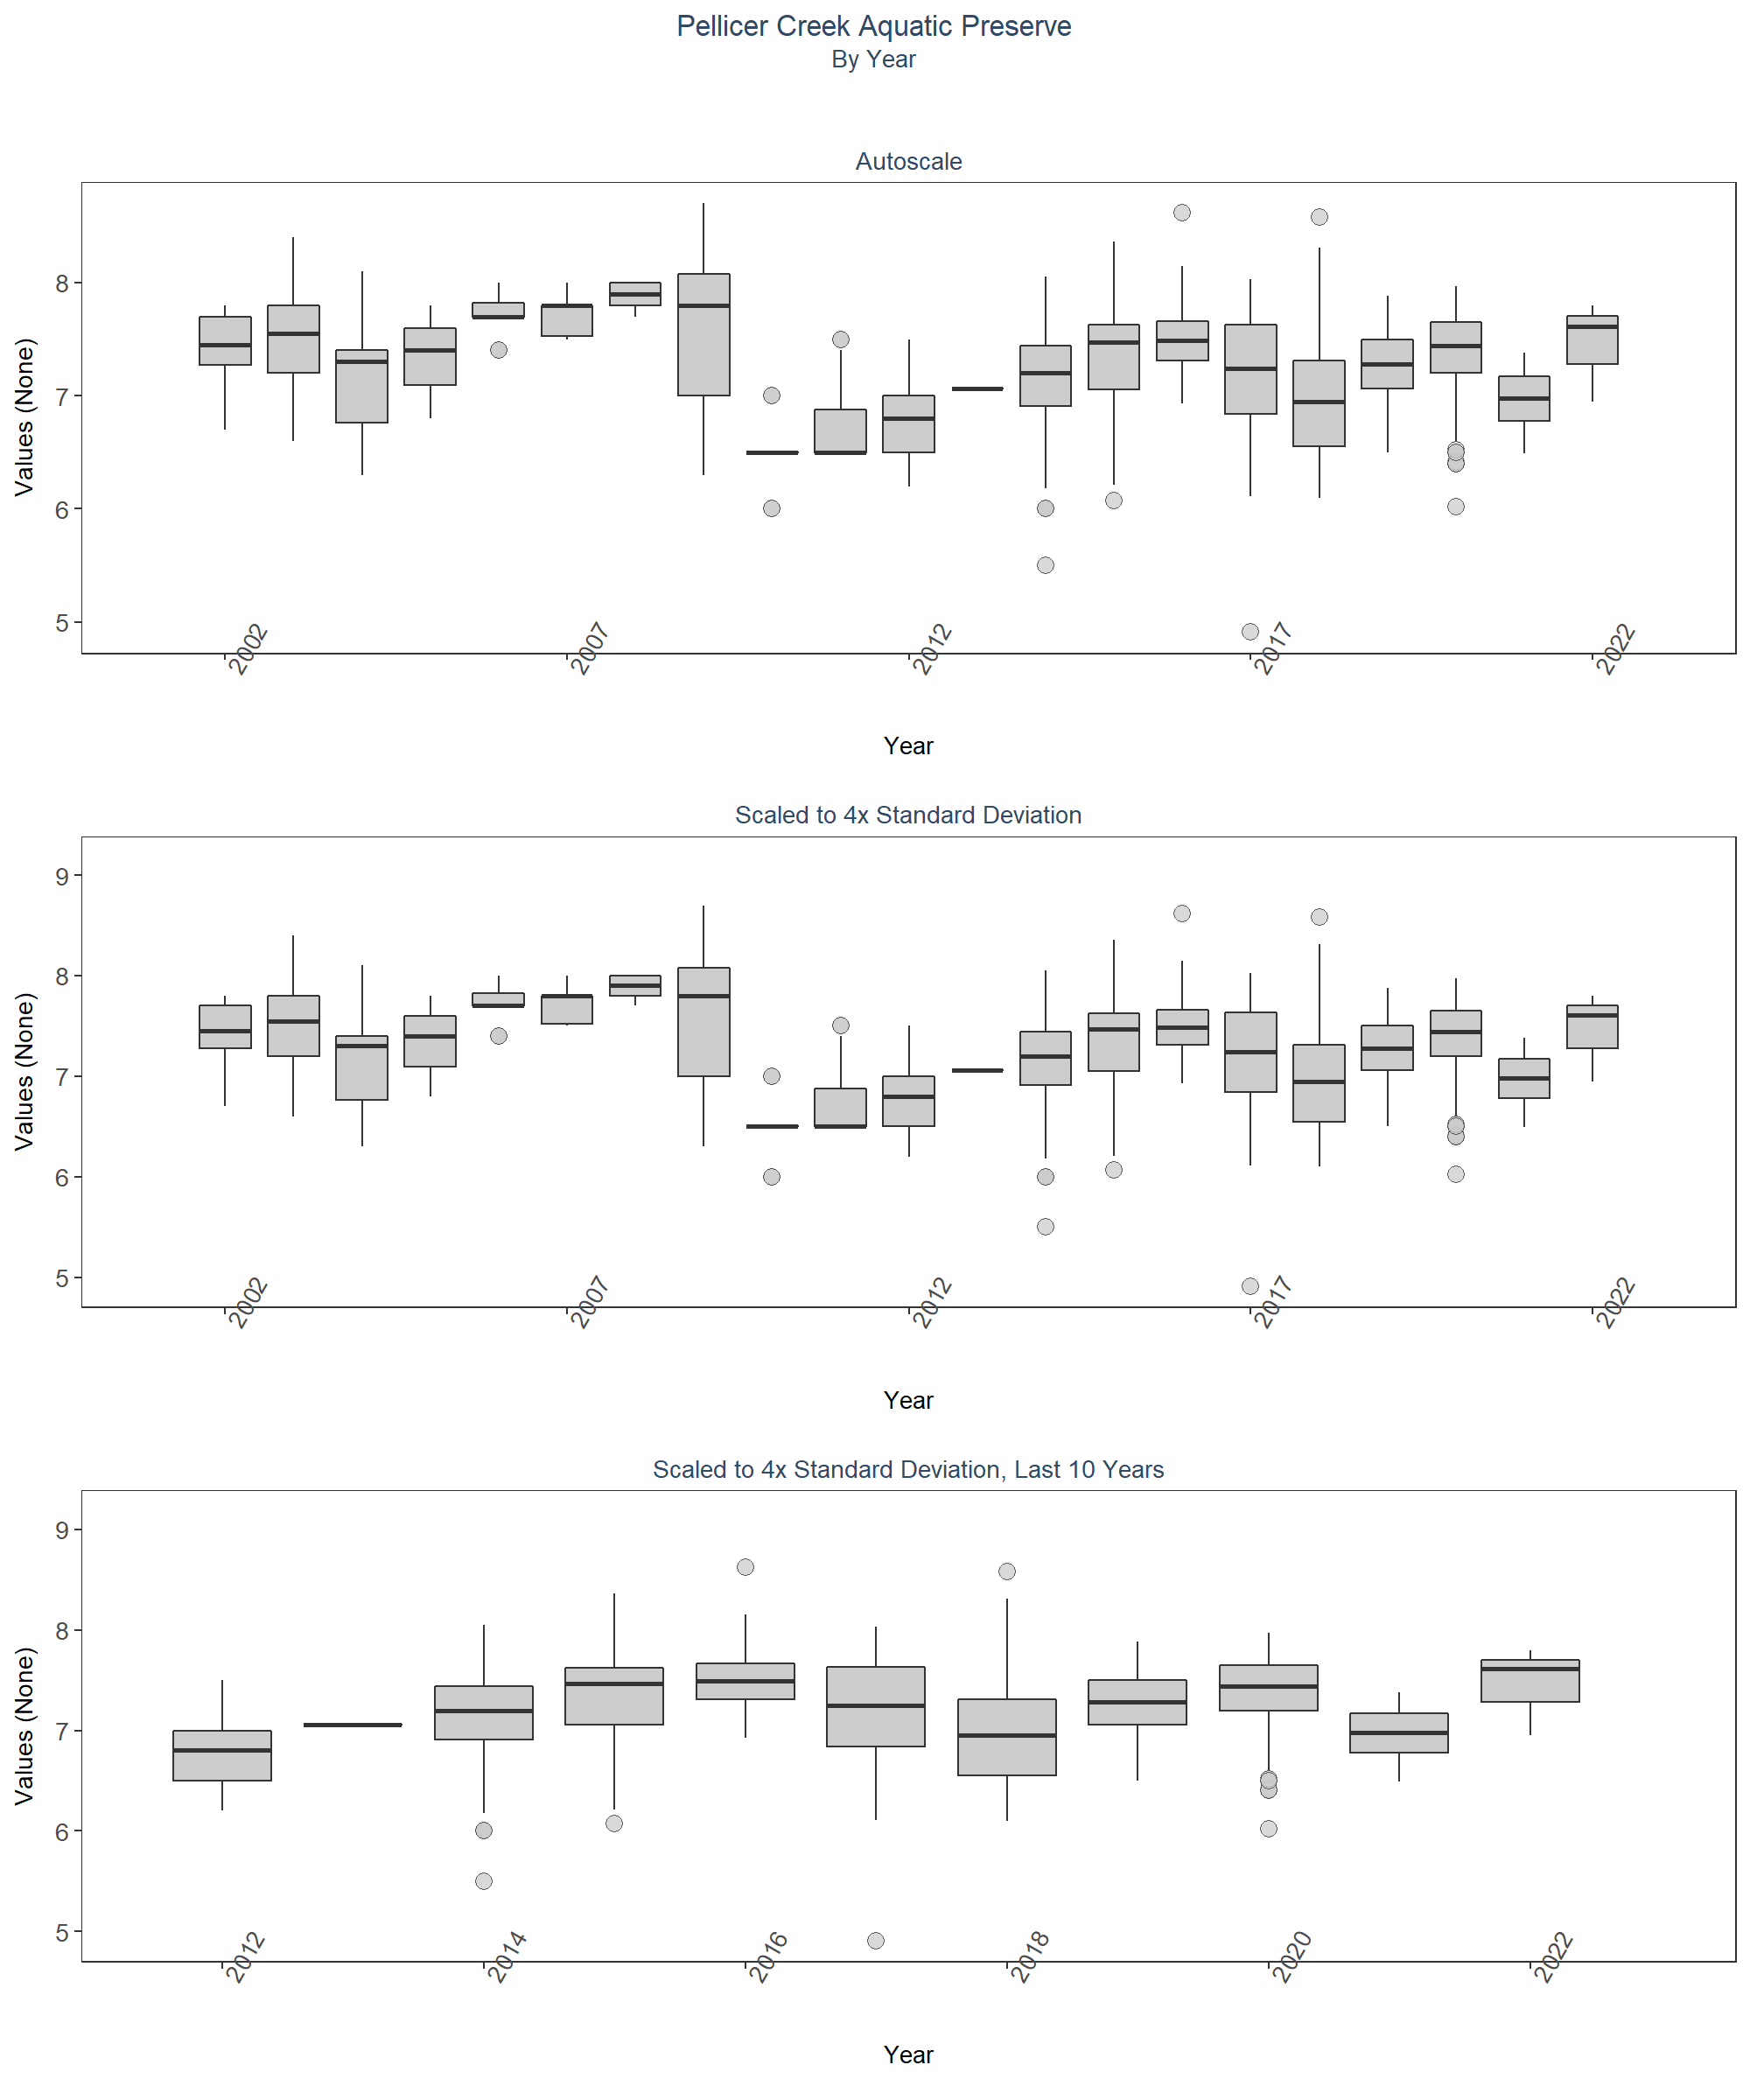 Pellicer Creek Aquatic Preserve
By Year
Autoscale
Values (None)
8
7
6
5
2002
2007
2012
2017
2022
Year
Scaled to 4x Standard Deviation
Values (None)
9
8
7
6
5
2002
2007
2012
2017
2022
Year
Scaled to 4x Standard Deviation, Last 10 Years
Values (None)
9
8
7
6
5
2012
2014
2016
2018
2020
2022
Year